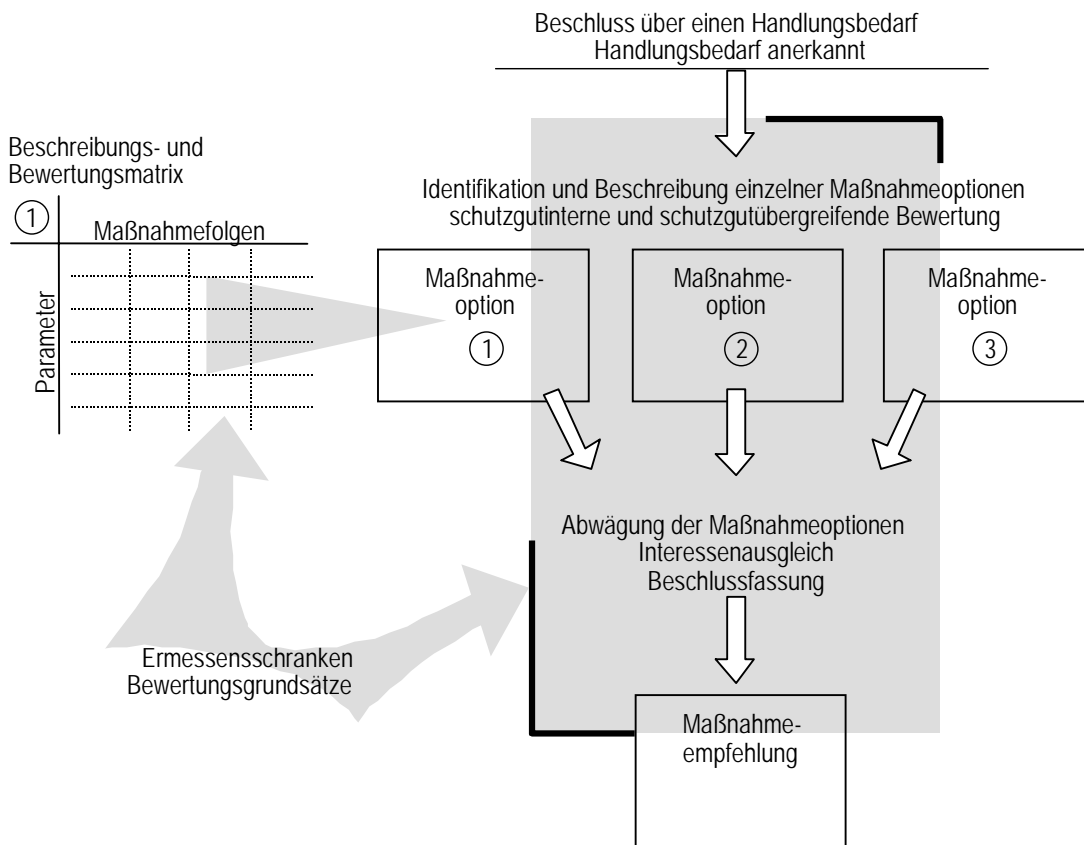 Beschluss über einen Handlungsbedarf
Handlungsbedarf anerkannt
Beschreibungs- und
Bewertungsmatrix
1
Maßnahmefolgen
Parameter
Identifikation und Beschreibung einzelner Maßnahmeoptionen
schutzgutinterne und schutzgutübergreifende Bewertung
Maßnahme-
option
1
Maßnahme-
option
2
Maßnahme-
option
3
Abwägung der Maßnahmeoptionen
Interessenausgleich
Beschlussfassung
Ermessensschranken
Bewertungsgrundsätze
Maßnahme-
empfehlung